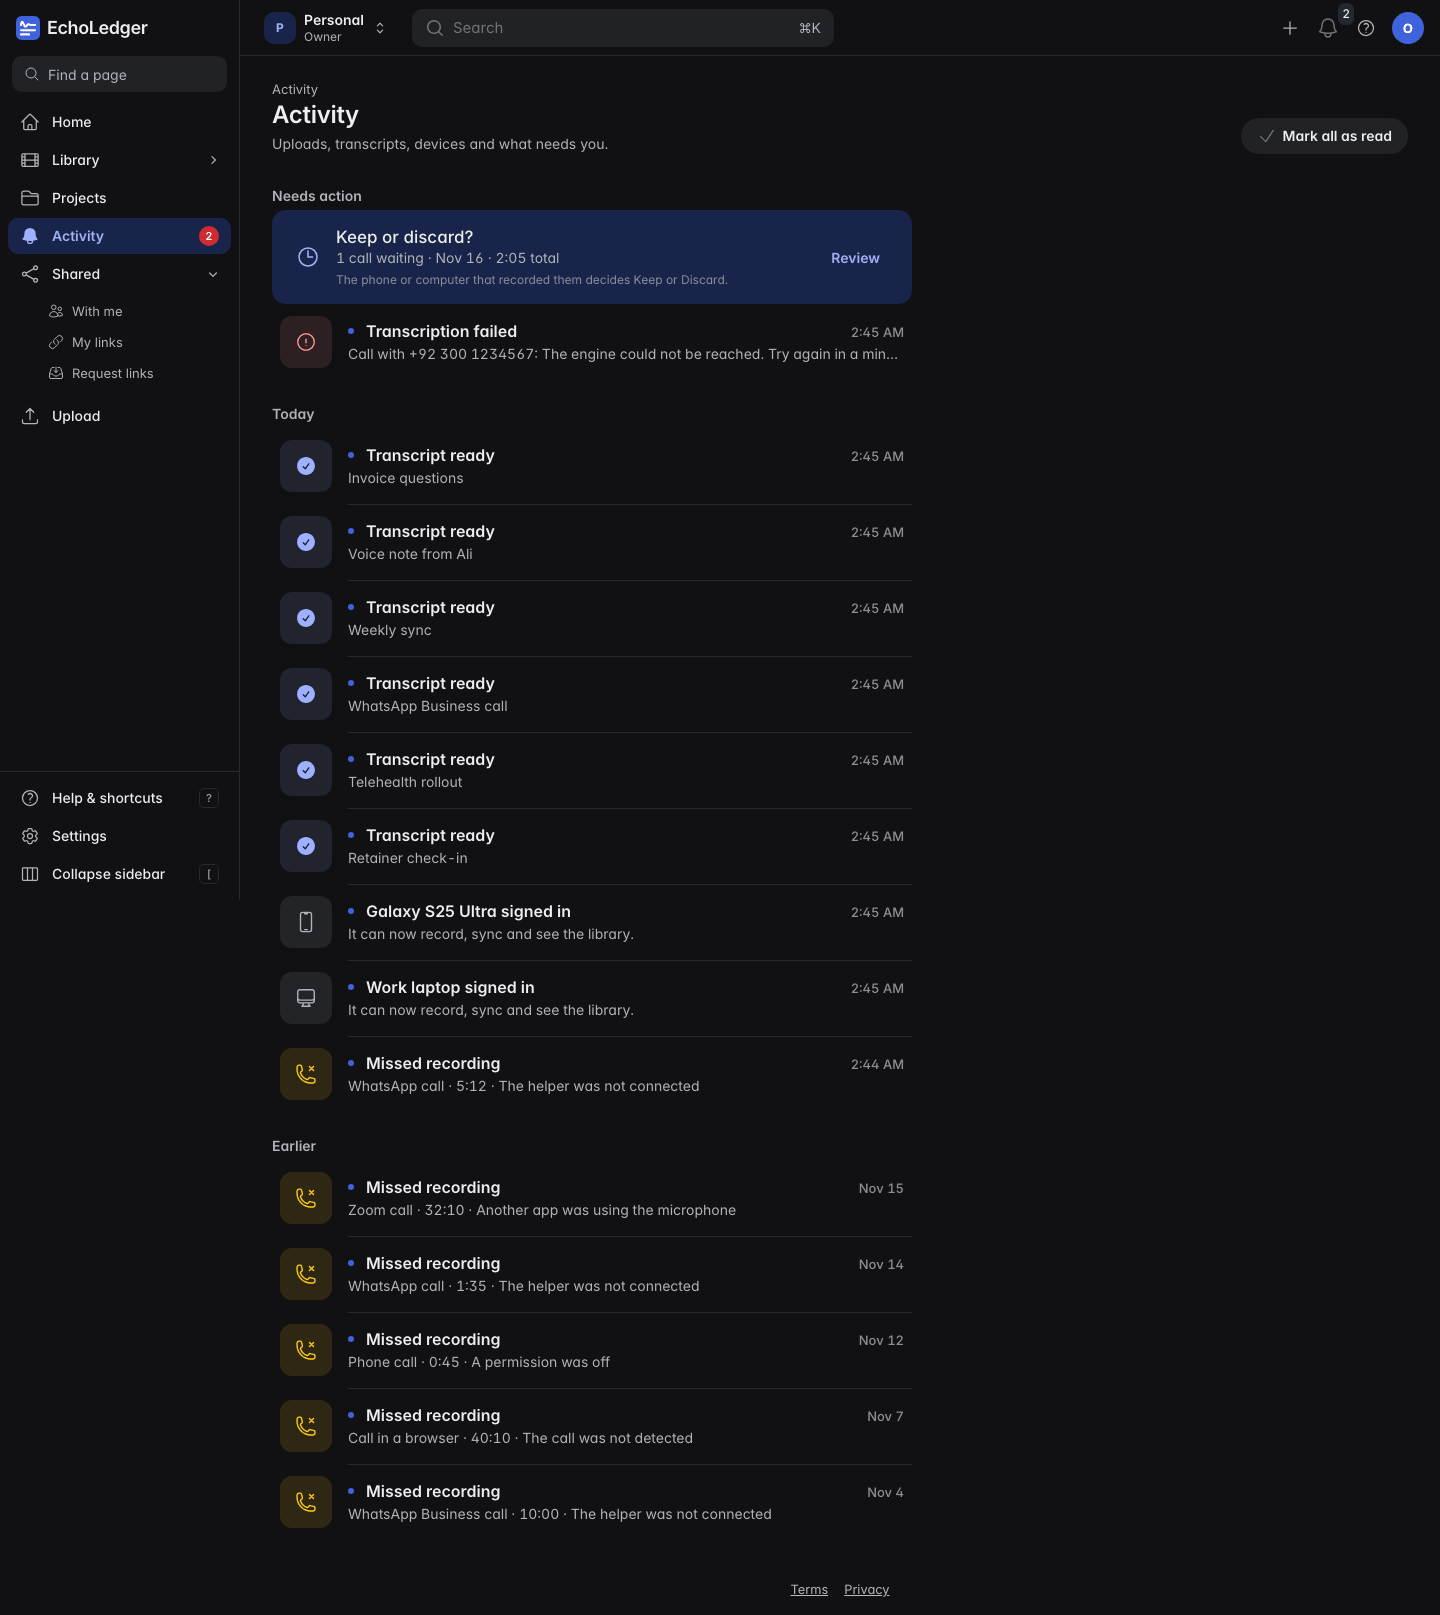 EchoLedger
Find a page
Home
Library
Projects
Activity 2
Shared
With me
My links
Request links
Upload
Help & shortcuts ?
Settings
Collapse sidebar [
P Personal
Owner
Search ⌘K
2
O
Activity
Activity
Uploads, transcripts, devices and what needs you.
Mark all as read
Needs action
Keep or discard?
1 call waiting · Nov 16 · 2:05 total
Review
The phone or computer that recorded them decides Keep or Discard.
Transcription failed 2:45 AM
Call with +92 300 1234567: The engine could not be reached. Try again in a min...
Today
Transcript ready 2:45 AM
Invoice questions
Transcript ready 2:45 AM
Voice note from Ali
Transcript ready 2:45 AM
Weekly sync
Transcript ready 2:45 AM
WhatsApp Business call
Transcript ready 2:45 AM
Telehealth rollout
Transcript ready 2:45 AM
Retainer check-in
Galaxy S25 Ultra signed in 2:45 AM
It can now record, sync and see the library.
Work laptop signed in 2:45 AM
It can now record, sync and see the library.
Missed recording 2:44 AM
WhatsApp call · 5:12 · The helper was not connected
Earlier
Missed recording Nov 15
Zoom call · 32:10 · Another app was using the microphone
Missed recording Nov 14
WhatsApp call · 1:35 · The helper was not connected
Missed recording Nov 12
Phone call · 0:45 · A permission was off
Missed recording Nov 7
Call in a browser · 40:10 · The call was not detected
Missed recording Nov 4
WhatsApp Business call · 10:00 · The helper was not connected
Terms Privacy